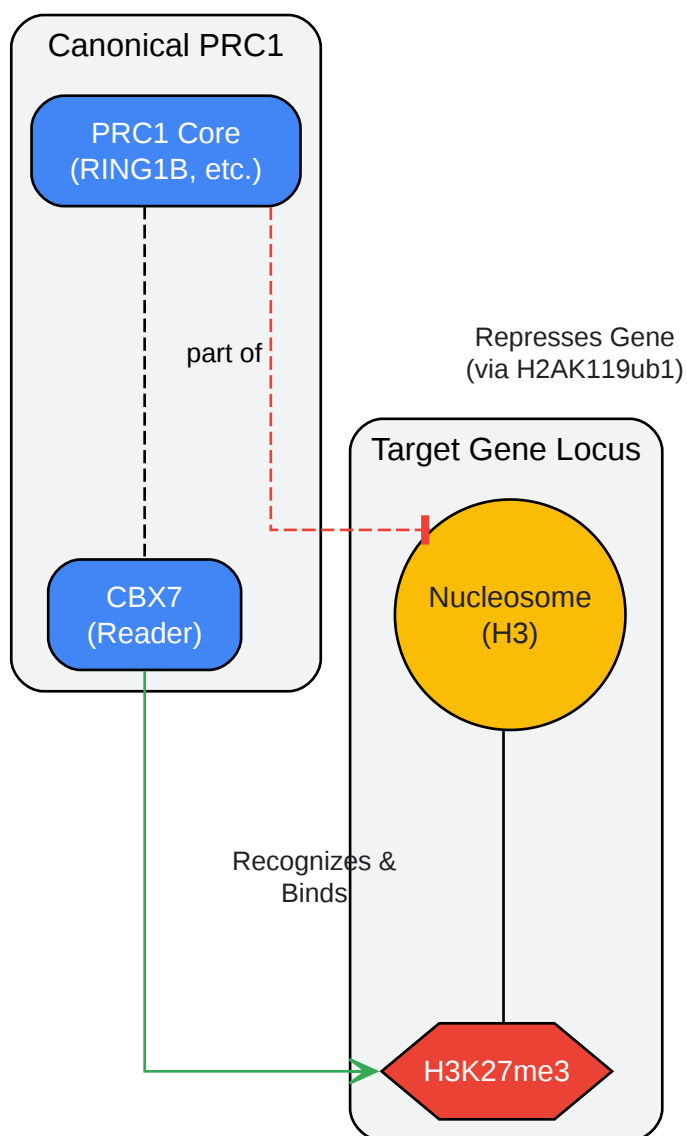 Canonical PRC1
PRC1 Core
(RING1B, etc.)
part of
Represses Gene
(via H2AK119ub1)
Target Gene Locus
CBX7
(Reader)
Nucleosome
(H3)
Recognizes &
Binds
H3K27me3